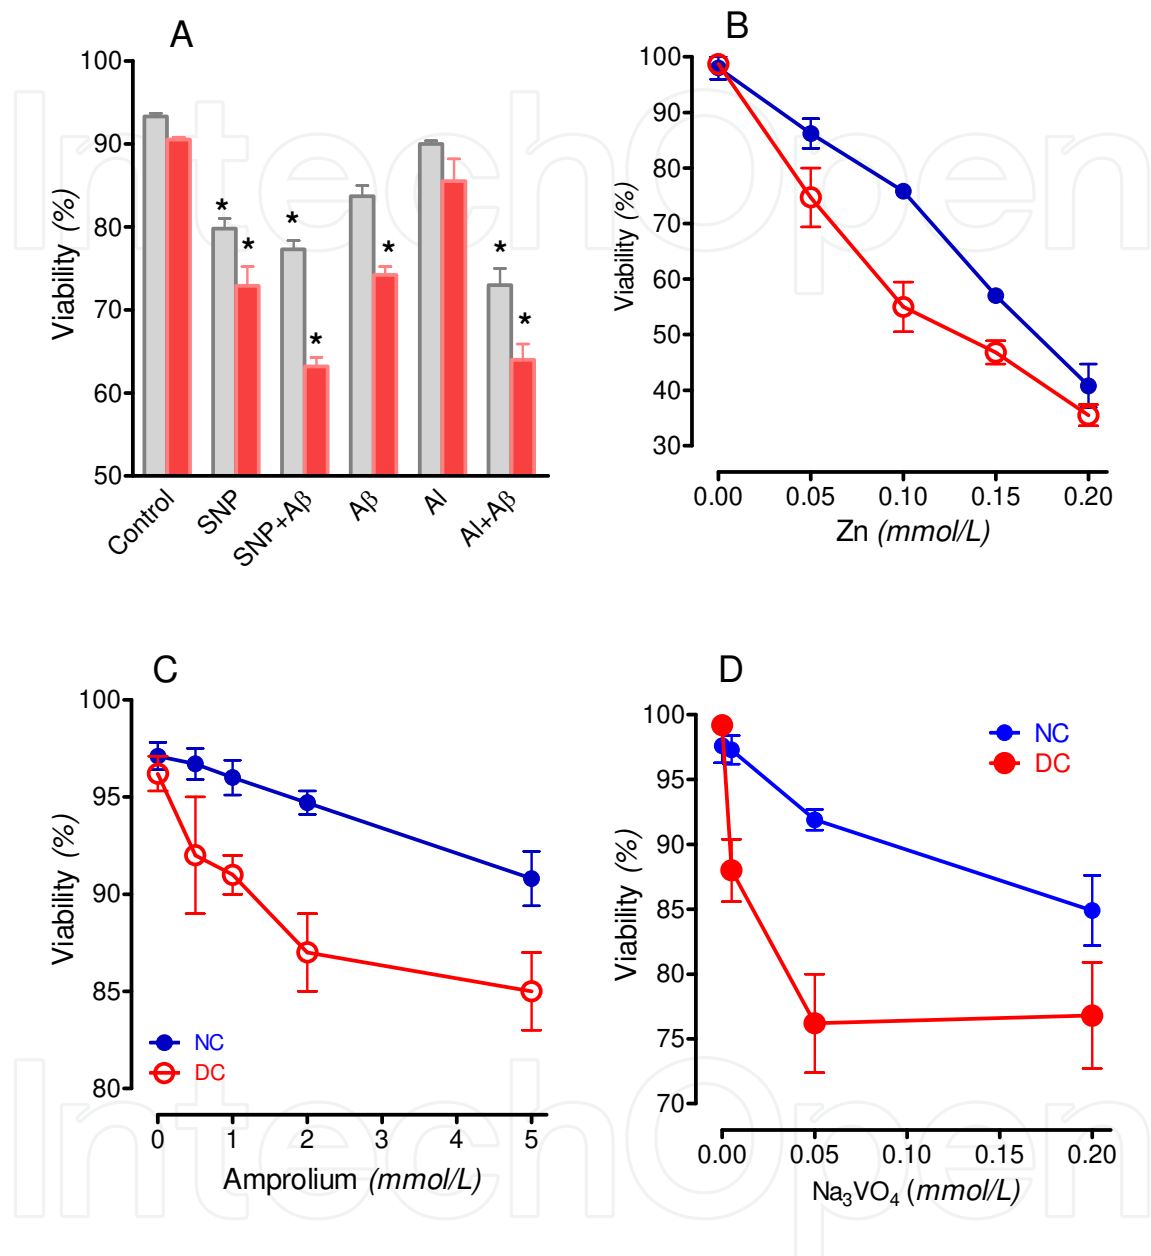 A
100
90
80
70
60
50
Viability (%)
*
*
*
*
*
*
*
Control
SNP
SNP+Aβ
Aβ
Al
Al+Aβ
B
100
90
80
70
60
50
40
30
Viability (%)
0.00 0.05 0.10 0.15 0.20
Zn (mmol/L)
C
100
95
90
85
80
Viability (%)
NC
DC
0 1 2 3 4 5
Amprolium (mmol/L)
D
100
95
90
85
80
75
70
Viability (%)
NC
DC
0.00 0.05 0.10 0.15 0.20
Na₃VO₄ (mmol/L)
IntechOpen
IntechOpen